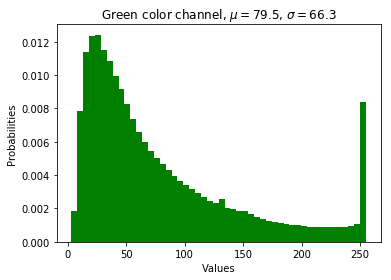 Green color channel, μ = 79.5, σ = 66.3
Probabilities
0.012
0.010
0.008
0.006
0.004
0.002
0.000
0 50 100 150 200 250
Values